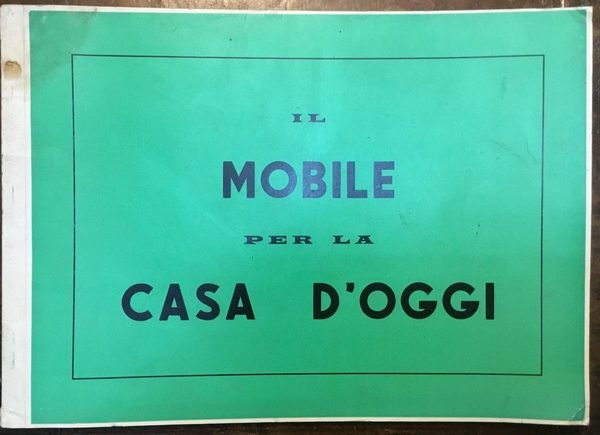 IL
MOBILE
PER LA
CASA D'OGGI